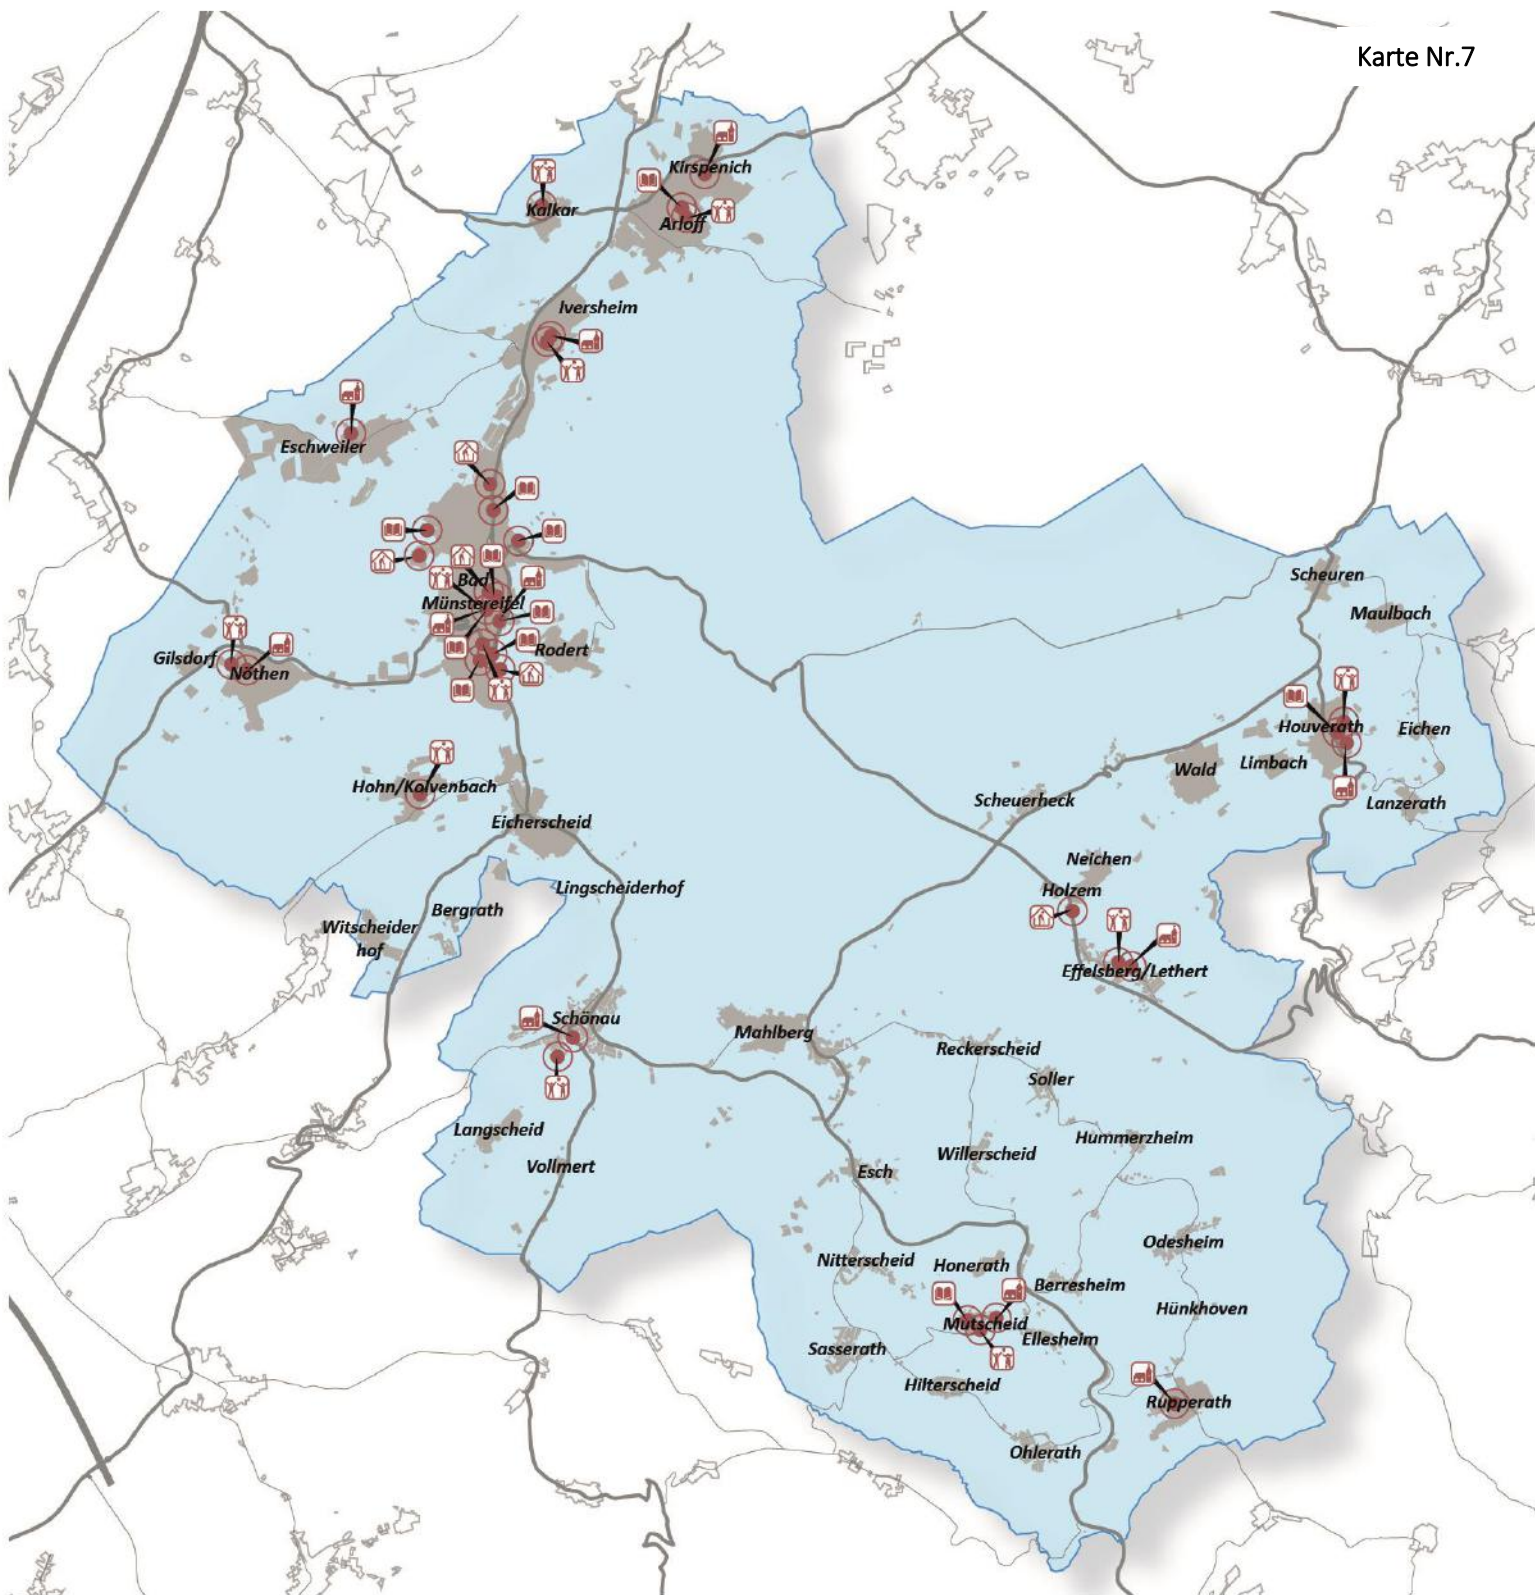 Karte Nr.7
Kirspenich
Kalkar
Arloff
Iversheim
Eschweiler
Bad
Münstereifel
Rodert
Gilsdorf
Nöthen
Scheuren
Maulbach
Houverath
Eichen
Limbach
Wald
Lanzerath
Hohn/Kolvenbach
Eicherscheid
Scheuerheck
Neichen
Holzem
Lingscheiderhof
Bergrath
Witscheider
hof
Effelsberg/Lethert
Schönau
Mahlberg
Reckerscheid
Soller
Langscheid
Vollmert
Hummerzheim
Willerscheid
Esch
Odesheim
Nitterscheid
Honerath
Berresheim
Hünkhoven
Mutscheid
Ellesheim
Sasserath
Hilterscheid
Rupperath
Ohlerath